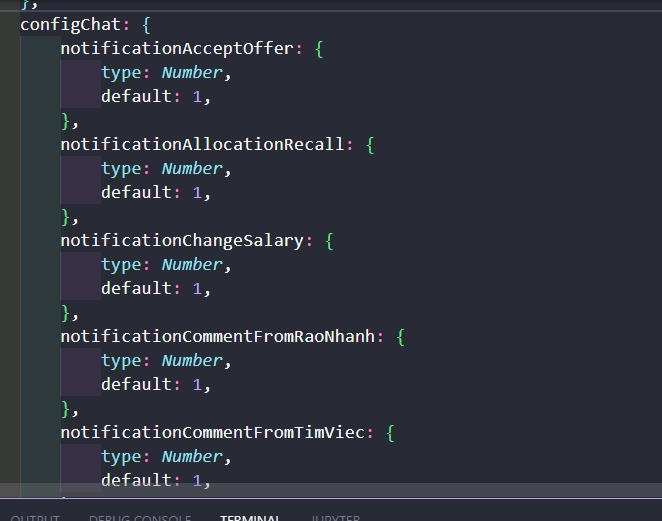 },
configChat: {
notificationAcceptOffer: {
type: Number,
default: 1,
},
notificationAllocationRecall: {
type: Number,
default: 1,
},
notificationChangeSalary: {
type: Number,
default: 1,
},
notificationCommentFromRaoNhanh: {
type: Number,
default: 1,
},
notificationCommentFromTimViec: {
type: Number,
default: 1,
OUTPUT DEBUG CONSOLE TERMINAL JUPYTER